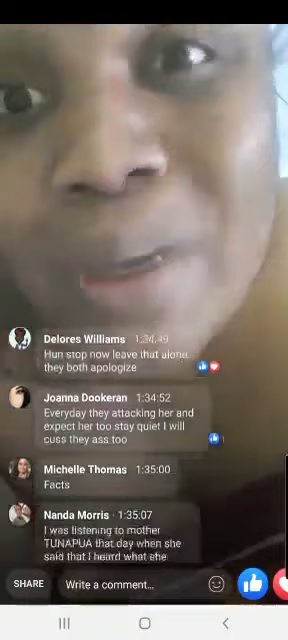 Delores Williams 1:34:49
Hun stop now leave that alone
they both apologize
Joanna Dookeran 1:34:52
Everyday they attacking her and
expect her too stay quiet I will
cuss they ass too
Michelle Thomas 1:35:00
Facts
Nanda Morris · 1:35:07
I was listening to mother
TUNAPUA that day when she
said that I heard what she
SHARE
Write a comment...